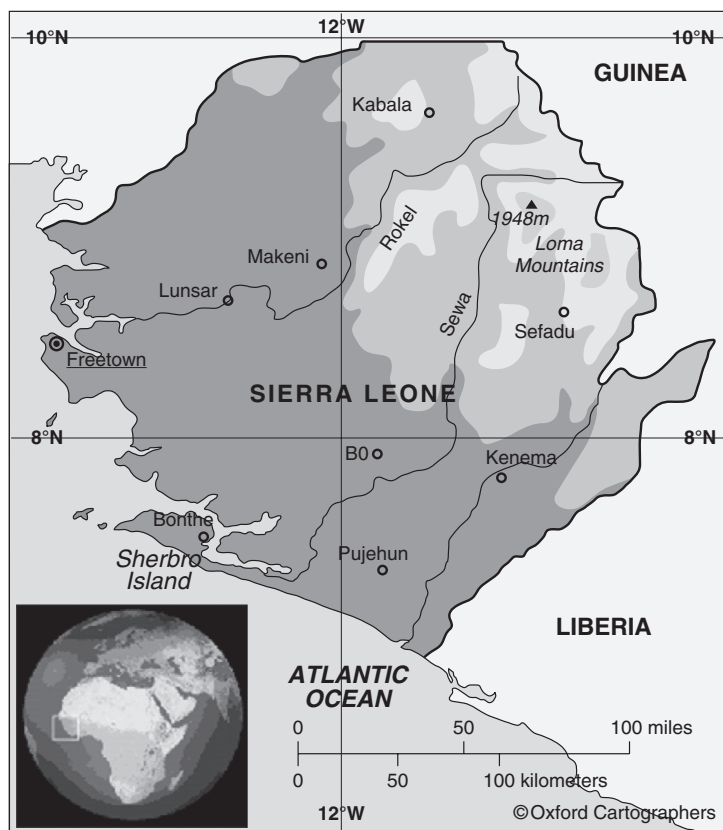 12°W
10°N
10°N
GUINEA
Kabala
1948m
Loma
Mountains
Rokel
Makeni
Lunsar
Sewa
Sefadu
Freetown
SIERRA LEONE
8°N
8°N
B0
Kenema
Bonthe
Sherbro
Island
Pujehun
LIBERIA
ATLANTIC
OCEAN
0 50 100 miles
0 50 100 kilometers
12°W
©Oxford Cartographers